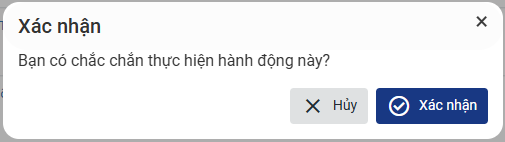 Xác nhận
Bạn có chắc chắn thực hiện hành động này?
Hủy
Xác nhận